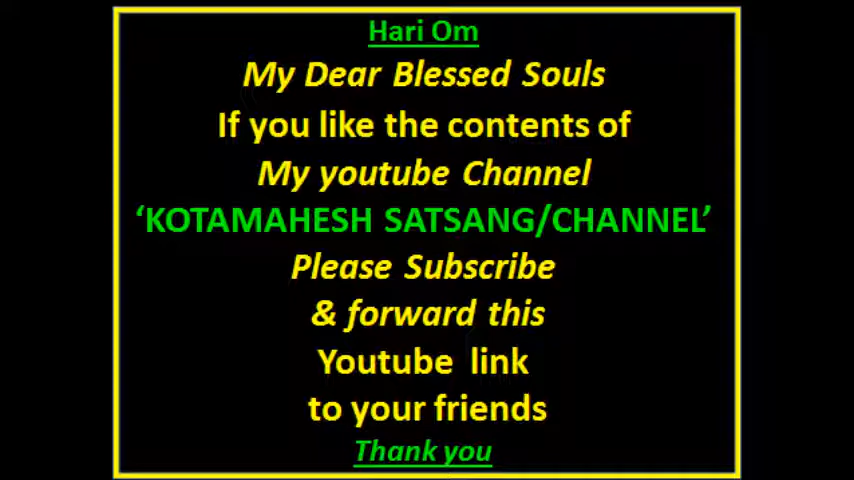 Hari Om
My Dear Blessed Souls
If you like the contents of
My youtube Channel
‘KOTAMAHESH SATSANG/CHANNEL’
Please Subscribe
& forward this
Youtube link
to your friends
Thank you